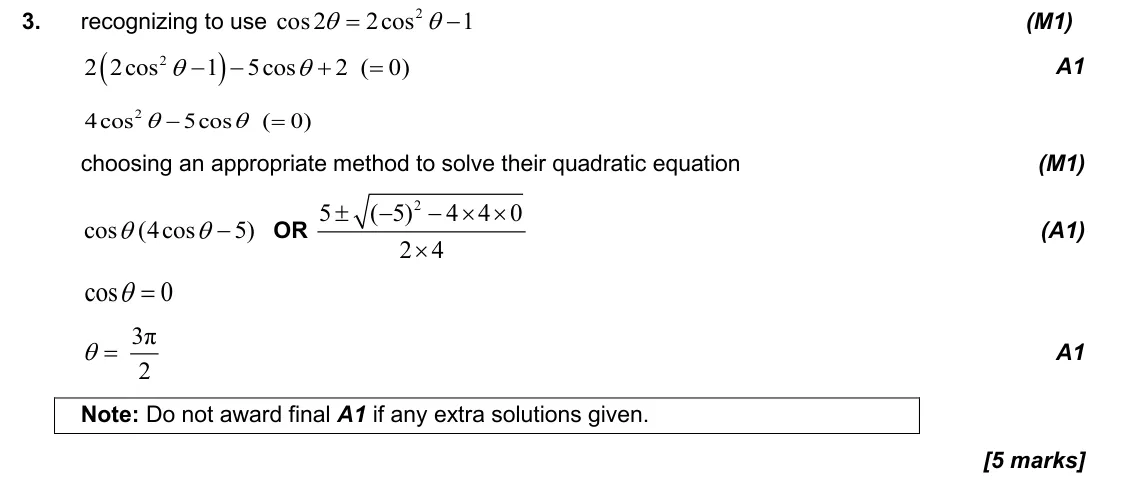 3. recognizing to use cos 2θ = 2cos² θ − 1 (M1)
2(2cos² θ − 1) − 5cos θ + 2 (= 0) A1
4cos² θ − 5cos θ (= 0)
choosing an appropriate method to solve their quadratic equation (M1)
cos θ (4cos θ − 5) OR (5 ± √((−5)² − 4×4×0))/(2×4) (A1)
cos θ = 0
θ = 3π/2 A1
Note: Do not award final A1 if any extra solutions given.
[5 marks]